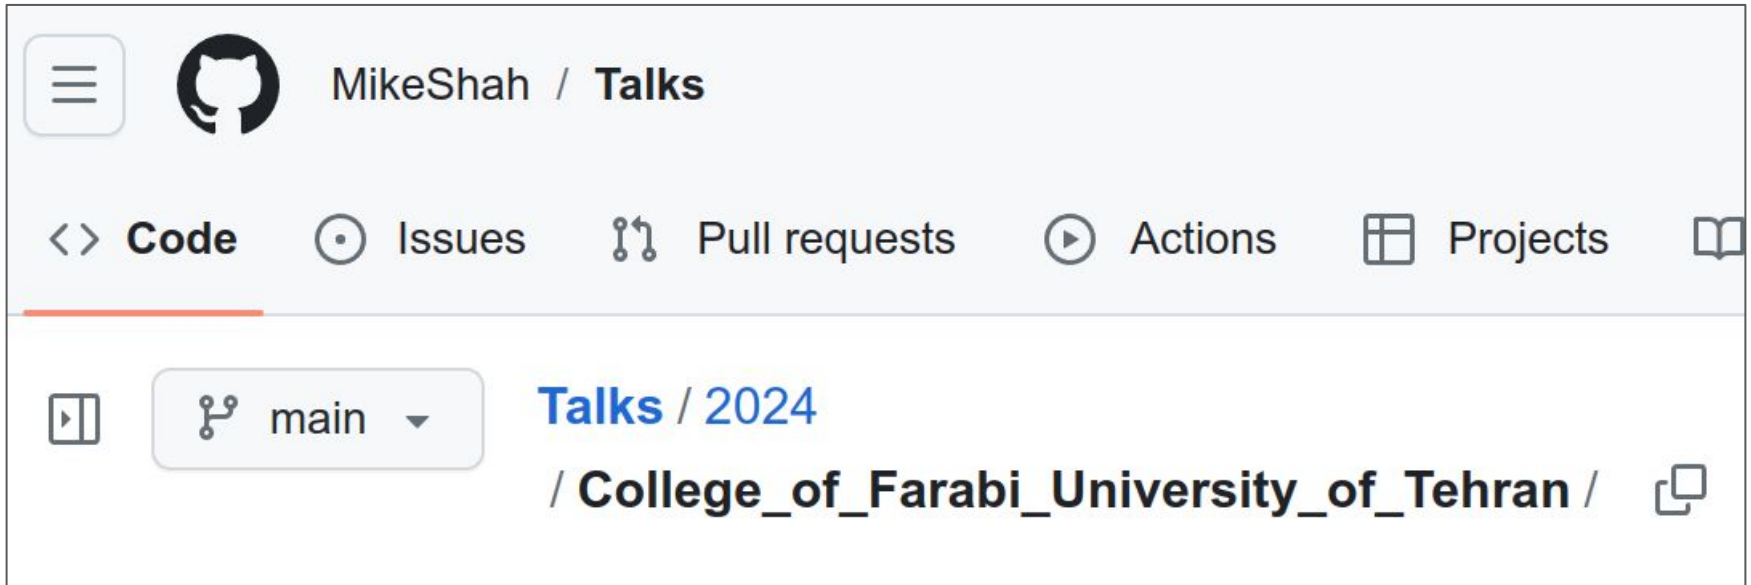 MikeShah / Talks
Code Issues Pull requests Actions Projects
main Talks / 2024
/ College_of_Farabi_University_of_Tehran /